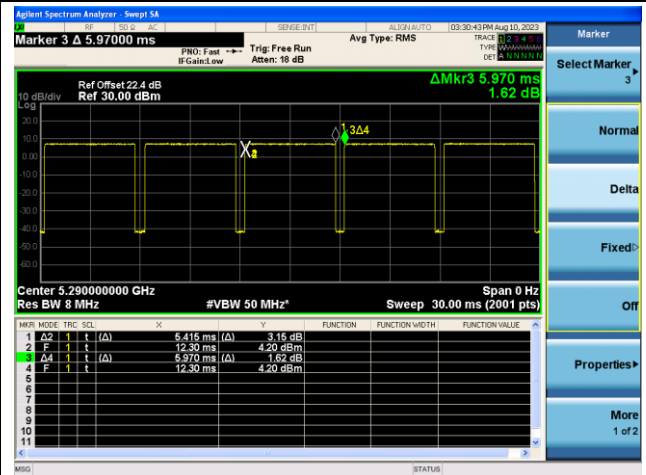 Agilent Spectrum Analyzer - Swept SA
RF 50 Ω AC SENSE:INT ALIGN AUTO 03:30:43 PM Aug 10, 2023
Marker 3 Δ 5.97000 ms
PNO: Fast
IFGain:Low
Trig: Free Run
Atten: 18 dB
Avg Type: RMS
TRACE 1 2 3 4 5 6
TYPE
DET A N N N N N
Marker
Select Marker
3
Normal
Delta
Fixed
Off
Properties
More
1 of 2
ΔMkr3 5.970 ms
1.62 dB
Ref Offset 22.4 dB
Ref 30.00 dBm
10 dB/div
Log
20.0
10.0
0.00
-10.0
-20.0
-30.0
-40.0
-50.0
-60.0
3Δ4
Center 5.290000000 GHz
Span 0 Hz
Res BW 8 MHz
#VBW 50 MHz*
Sweep 30.00 ms (2001 pts)
MKR MODE TRC SCL X Y FUNCTION FUNCTION WIDTH FUNCTION VALUE
1 Δ2 1 t (Δ) 5.415 ms (Δ) 3.15 dB
2 F 1 t 12.30 ms 4.20 dBm
3 Δ4 1 t (Δ) 5.970 ms (Δ) 1.62 dB
4 F 1 t 12.30 ms 4.20 dBm
5
6
7
8
9
10
11
MSG
STATUS